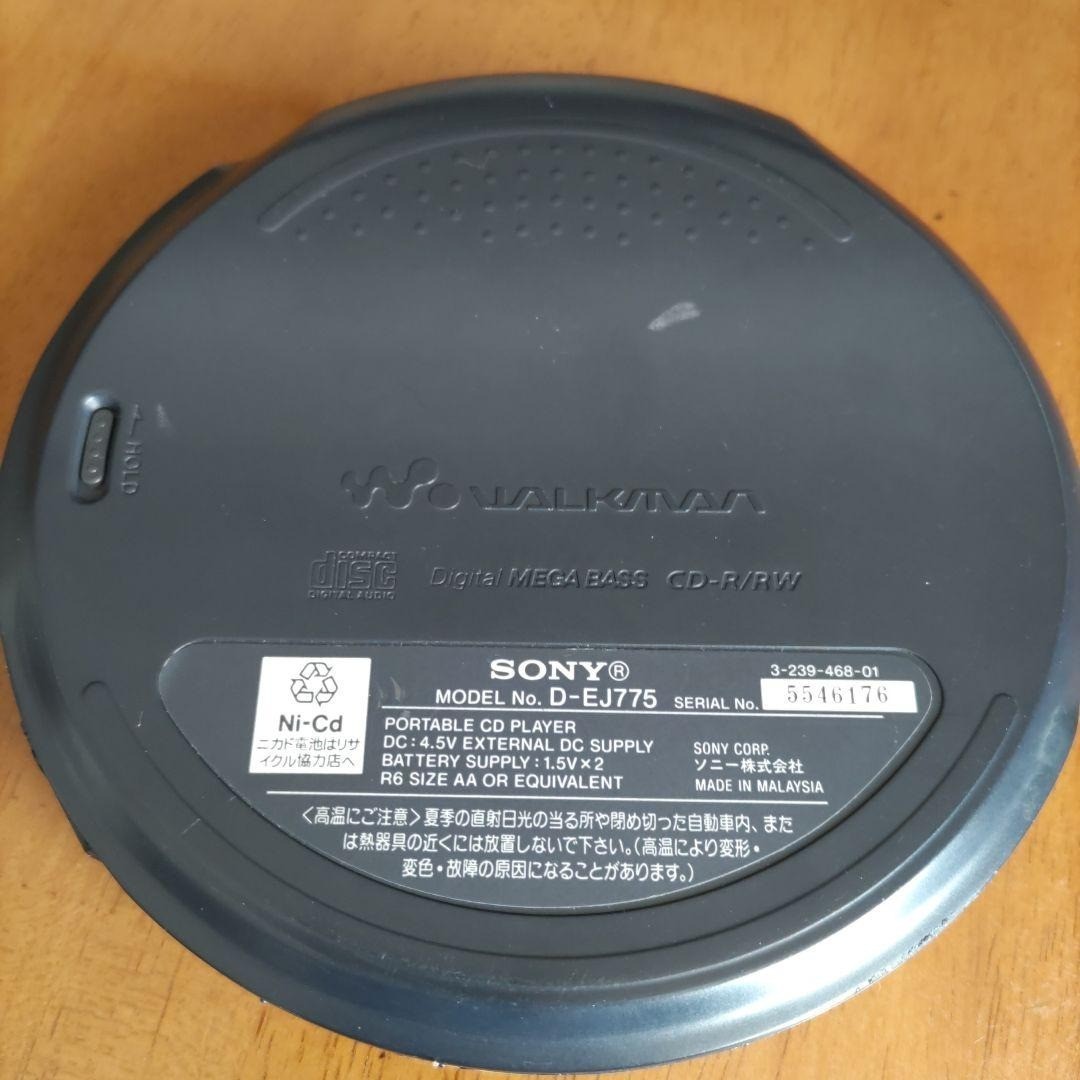 HOLD
WALKMAN
COMPACT
disc
DIGITAL AUDIO
Digital MEGA BASS CD-R/RW
SONY®
3-239-468-01
MODEL No. D-EJ775
SERIAL No. 5546176
Ni-Cd
ニカド電池はリサ
イクル協力店へ
PORTABLE CD PLAYER
DC:4.5V EXTERNAL DC SUPPLY
BATTERY SUPPLY:1.5V×2
R6 SIZE AA OR EQUIVALENT
SONY CORP.
ソニー株式会社
MADE IN MALAYSIA
<高温にご注意>夏季の直射日光の当る所や閉め切った自動車内、また
は熱器具の近くには放置しないで下さい。(高温により変形・
変色・故障の原因になることがあります。)